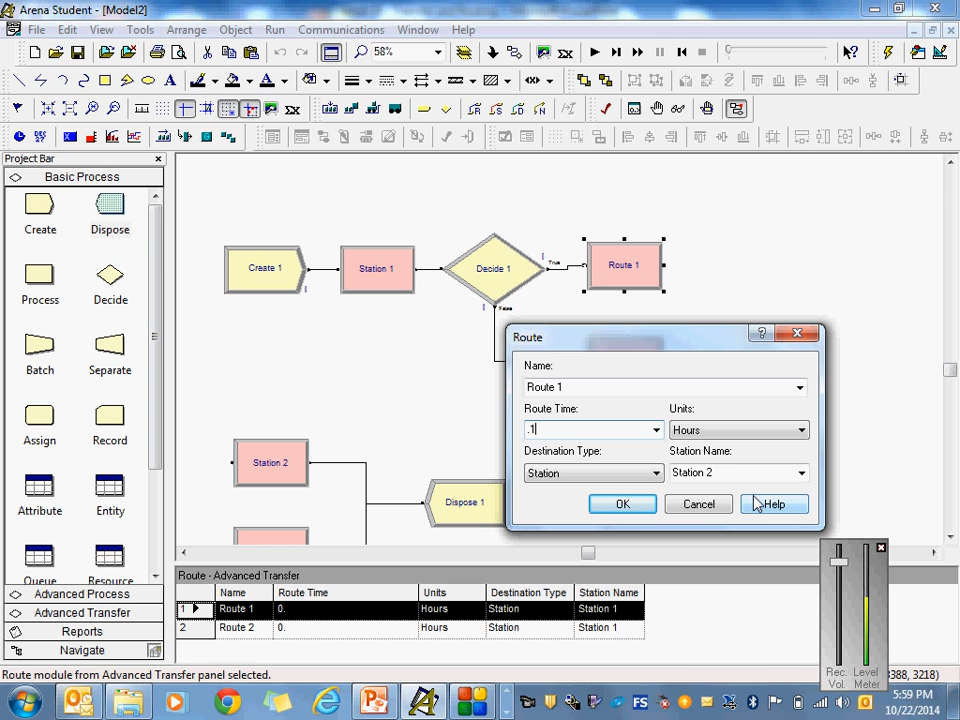 Arena Student - [Model2]
File Edit View Tools Arrange Object Run Communications Window Help
58%
Project Bar
Basic Process
Create
Dispose
Process
Decide
Batch
Separate
Assign
Record
Attribute
Entity
Queue
Resource
Advanced Process
Advanced Transfer
Reports
Navigate
Create 1
Station 1
Decide 1
True
False
Route 1
Station 2
Dispose 1
Route
Name:
Route 1
Route Time:
Units:
.1
Hours
Destination Type:
Station Name:
Station
Station 2
OK
Cancel
Help
Route - Advanced Transfer
Name Route Time Units Destination Type Station Name
1 Route 1 0. Hours Station Station 1
2 Route 2 0. Hours Station Station 1
Rec. Vol.
Level Meter
Route module from Advanced Transfer panel selected.
388, 3218)
FS
5:59 PM
10/22/2014